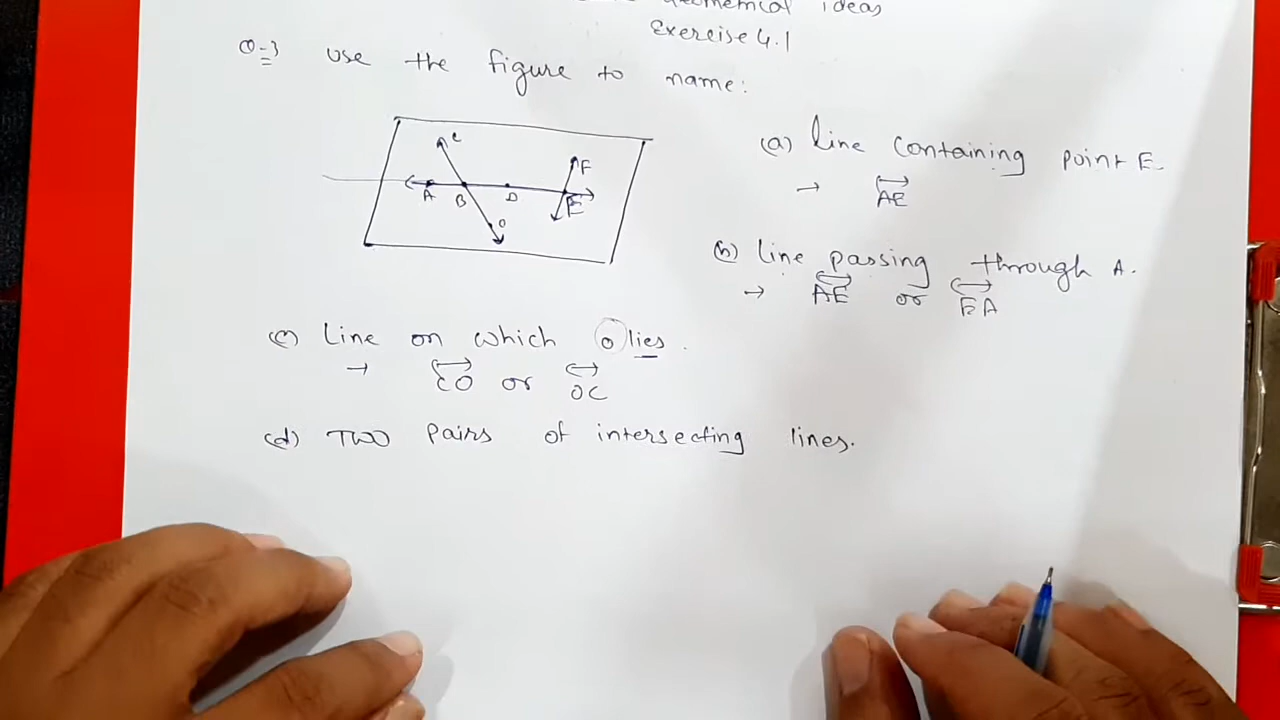 ideas
Exercise 4.1
Q-3 use the figure to name:
C
F
A B D E
O
(a) line containing point E.
→ AE
(b) line passing through A.
→ AE or EA
(c) Line on which o lies.
→ CO or OC
(d) TWO pairs of intersecting lines.